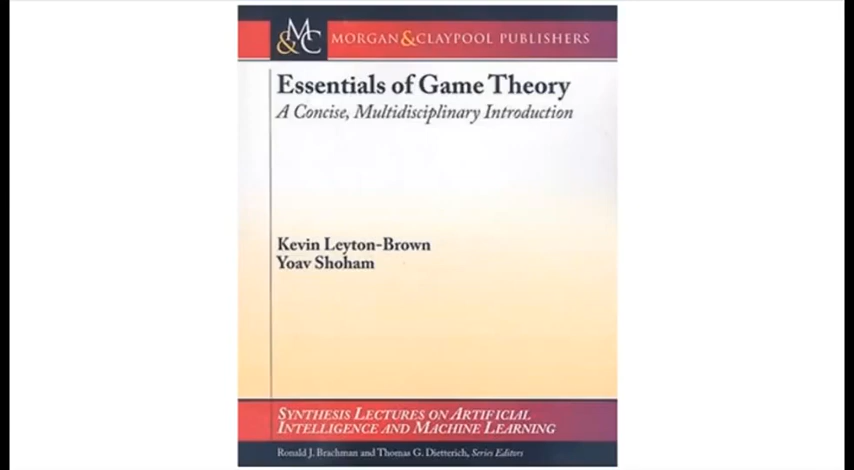 M&C MORGAN&CLAYPOOL PUBLISHERS
Essentials of Game Theory
A Concise, Multidisciplinary Introduction
Kevin Leyton-Brown
Yoav Shoham
SYNTHESIS LECTURES ON ARTIFICIAL
INTELLIGENCE AND MACHINE LEARNING
Ronald J. Brachman and Thomas G. Dietterich, Series Editors